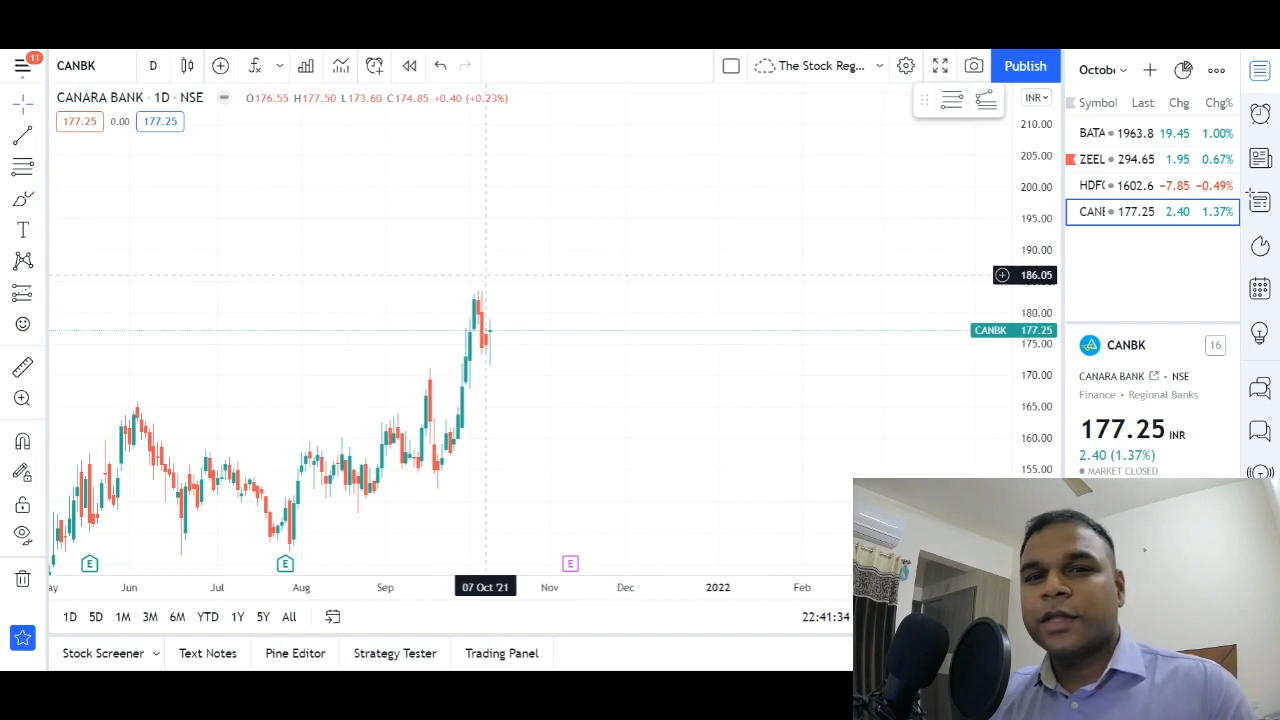 11
CANBK
D
The Stock Reg...
Publish
Octob
CANARA BANK · 1D · NSE
O176.55 H177.50 L173.60 C174.85 +0.40 (+0.23%)
177.25 0.00 177.25
INR
Symbol Last Chg Chg%
BATA 1963.8 19.45 1.00%
ZEEL 294.65 1.95 0.67%
HDFC 1602.6 −7.85 −0.49%
CANE 177.25 2.40 1.37%
210.00
205.00
200.00
195.00
190.00
186.05
180.00
CANBK 177.25
175.00
170.00
165.00
160.00
155.00
CANBK
16
CANARA BANK - NSE
Finance • Regional Banks
177.25 INR
2.40 (1.37%)
MARKET CLOSED
E
E
E
ay Jun Jul Aug Sep 07 Oct '21 Nov Dec 2022 Feb
1D 5D 1M 3M 6M YTD 1Y 5Y All
22:41:34
Stock Screener Text Notes Pine Editor Strategy Tester Trading Panel